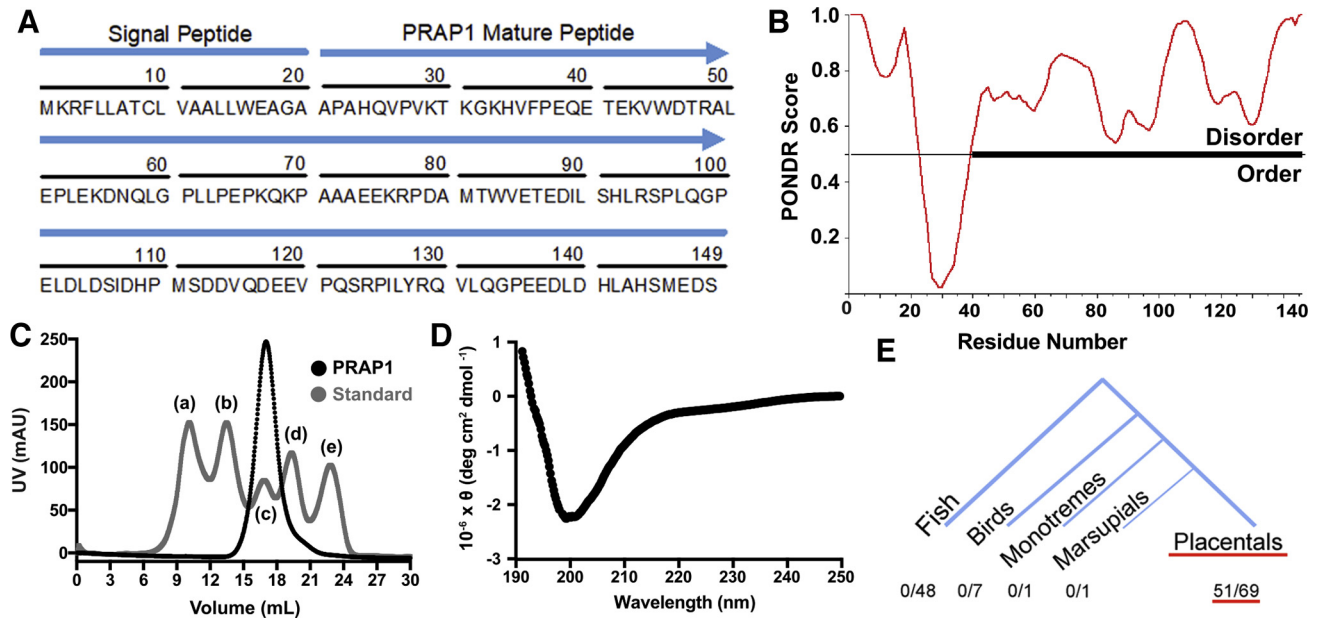 A
Signal Peptide PRAP1 Mature Peptide
10 20 30 40 50
MKRFLLATCL VAALLWEAGA APAHQVPVKT KGKHVFPEQE TEKVWDTRAL
60 70 80 90 100
EPLEKDNQLG PLLPEPKQKP AAAEEKRPDA MTWVETEDIL SHLRSPLQGP
110 120 130 140 149
ELDLDSIDHP MSDDVQDEEV PQSRPILYRQ VLQGPEEDLD HLAHSMEDS
B
PONDR Score
1.0
0.8
0.6
0.4
0.2
Disorder
Order
0 20 40 60 80 100 120 140
Residue Number
C
UV (mAU)
250
200
150
100
50
0
(a) (b) (c) (d) (e)
PRAP1
Standard
0 3 6 9 12 15 18 21 24 27 30
Volume (mL)
D
10⁻⁶ x θ (deg cm² dmol ⁻¹)
1
0
-1
-2
-3
190 200 210 220 230 240 250
Wavelength (nm)
E
Fish
Birds
Monotremes
Marsupials
Placentals
0/48 0/7 0/1 0/1 51/69